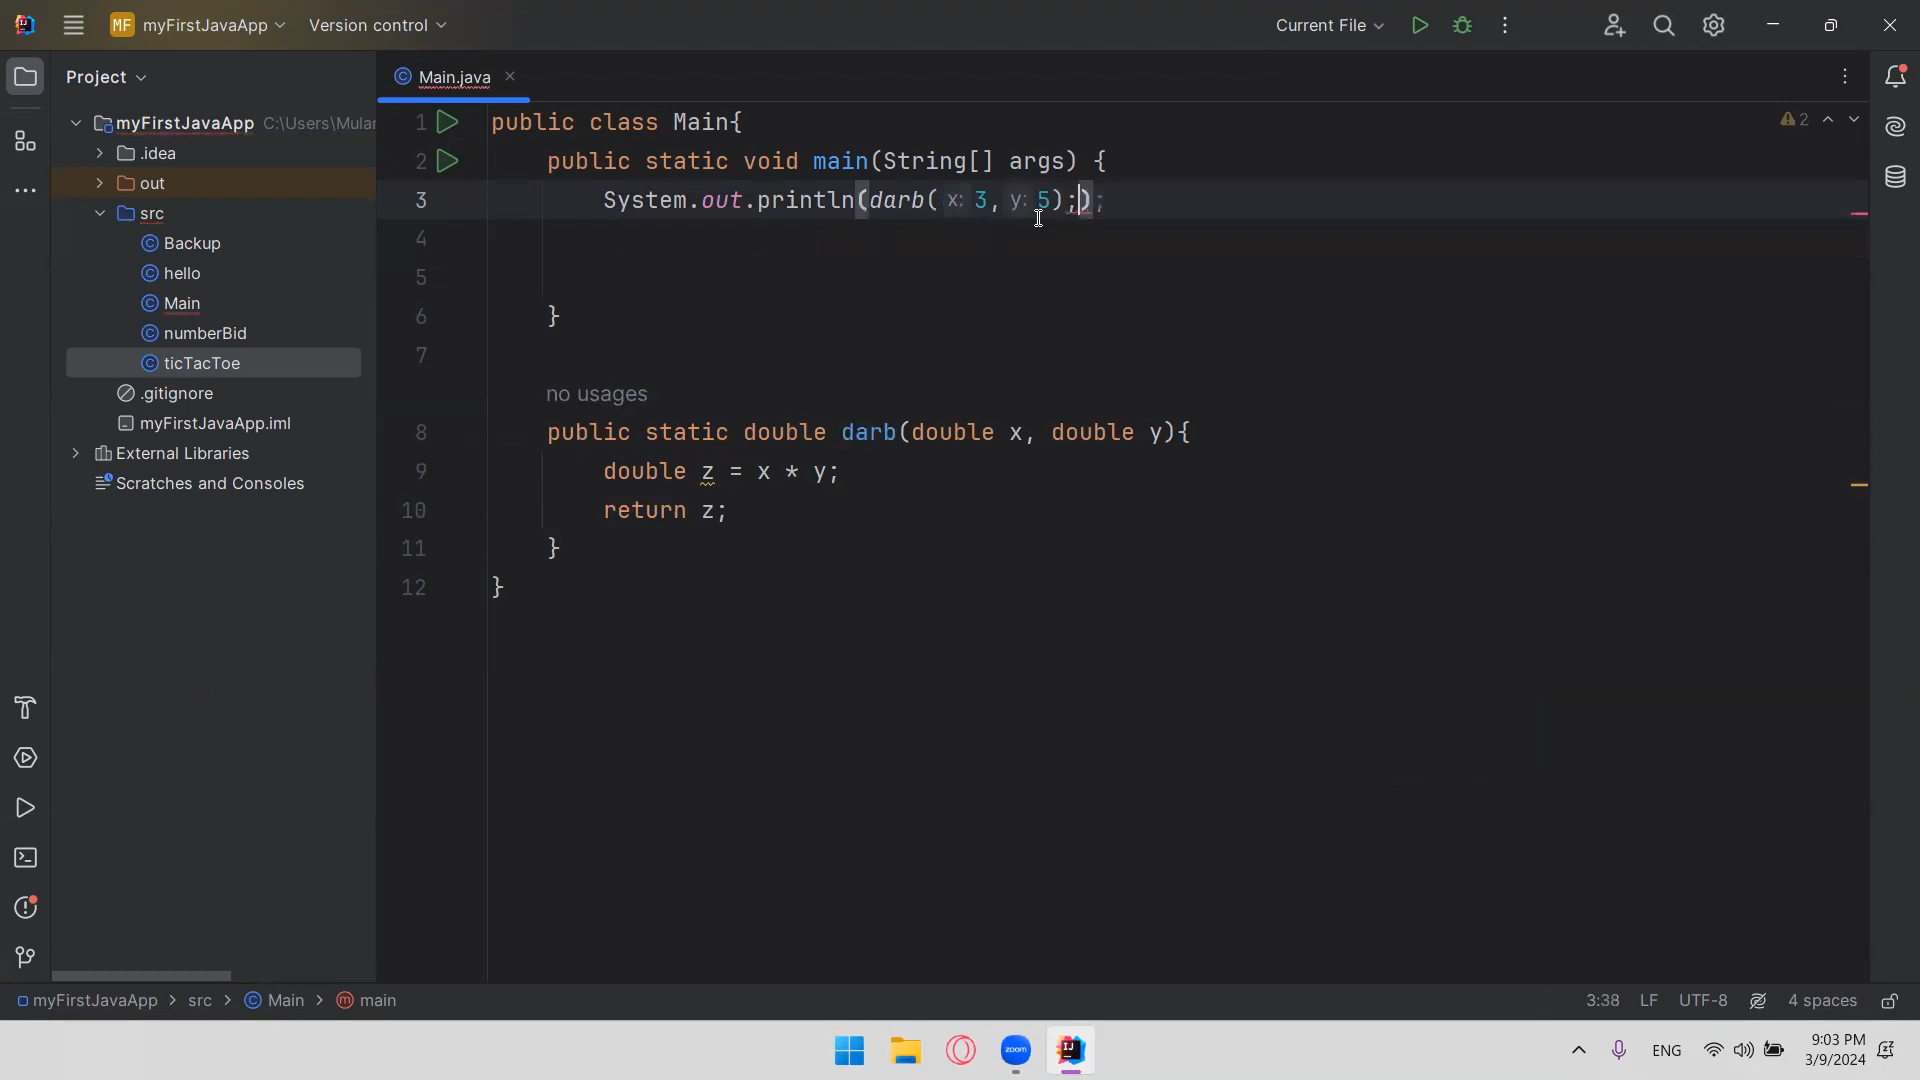 MF myFirstJavaApp Version control Current File
Project
Main.java
myFirstJavaApp C:\Users\Mular
.idea
out
src
Backup
hello
Main
numberBid
ticTacToe
.gitignore
myFirstJavaApp.iml
External Libraries
Scratches and Consoles
2
1 public class Main{
2 public static void main(String[] args) {
3 System.out.println(darb( x: 3, y: 5););
4
5
6 }
7
no usages
8 public static double darb(double x, double y){
9 double z = x * y;
10 return z;
11 }
12 }
myFirstJavaApp > src > Main > main
3:38 LF UTF-8 4 spaces
zoom
ENG
9:03 PM
3/9/2024